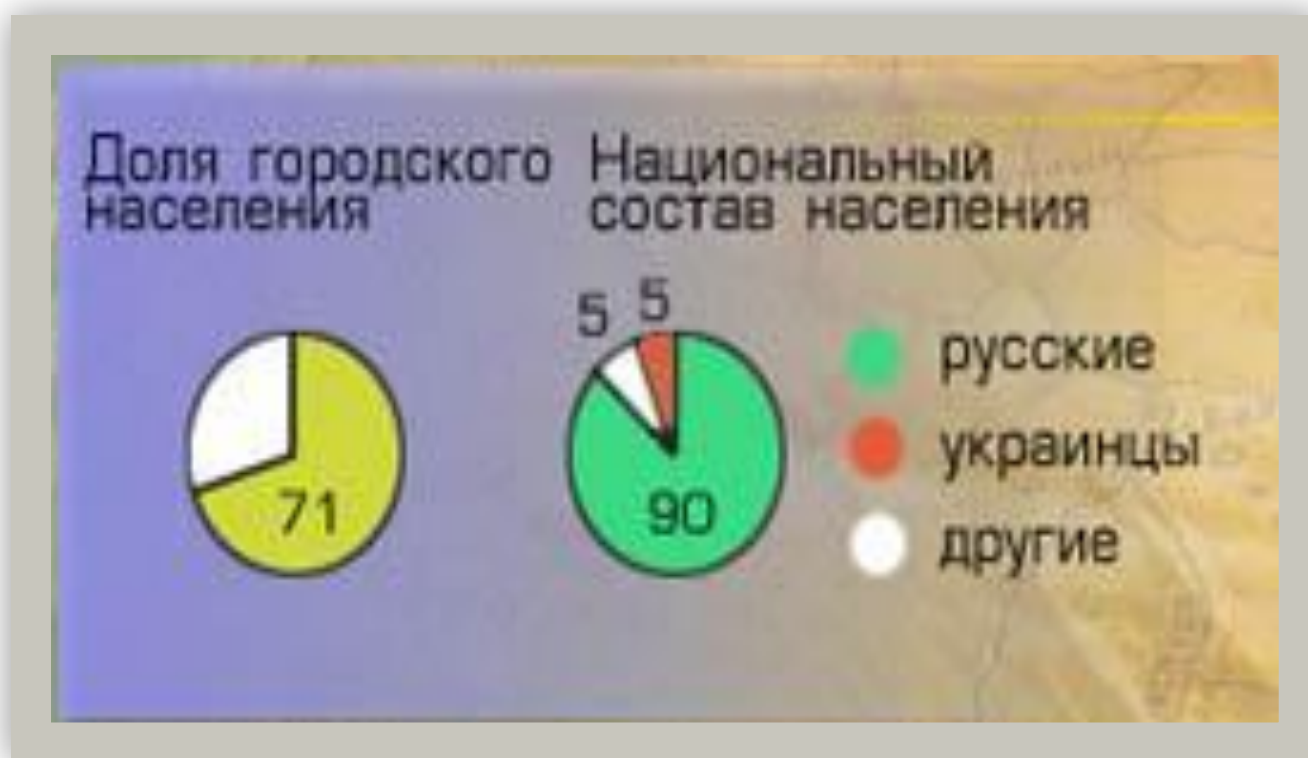 Доля городского
населения
Национальный
состав населения
5 5
71
90
русские
украинцы
другие